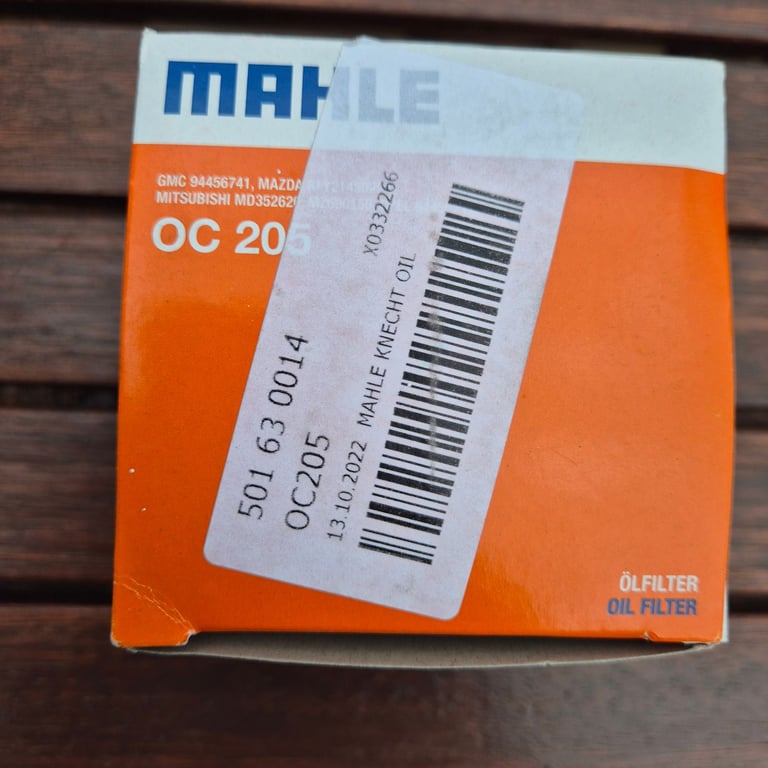 MAHLE
GMC 94456741, MAZDA
MITSUBISHI MD352626
OC 205
X0332266
501 63 0014
OC205
13.10.2022 MAHLE KNECHT OIL
ÖLFILTER
OIL FILTER